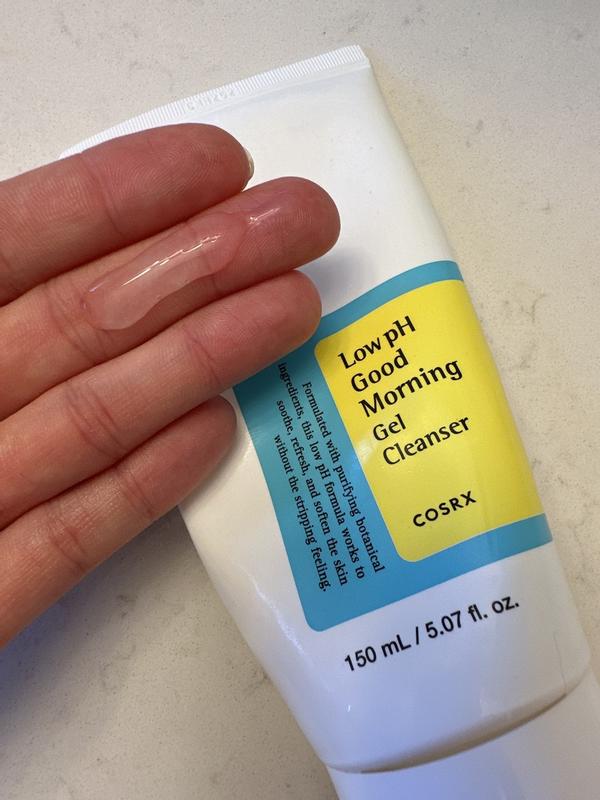 Low pH
Good
Morning
Gel
Cleanser
COSRX
Formulated with purifying botanical
ingredients, this low pH formula works to
soothe, refresh, and soften the skin
without the stripping feeling.
150 mL / 5.07 fl. oz.